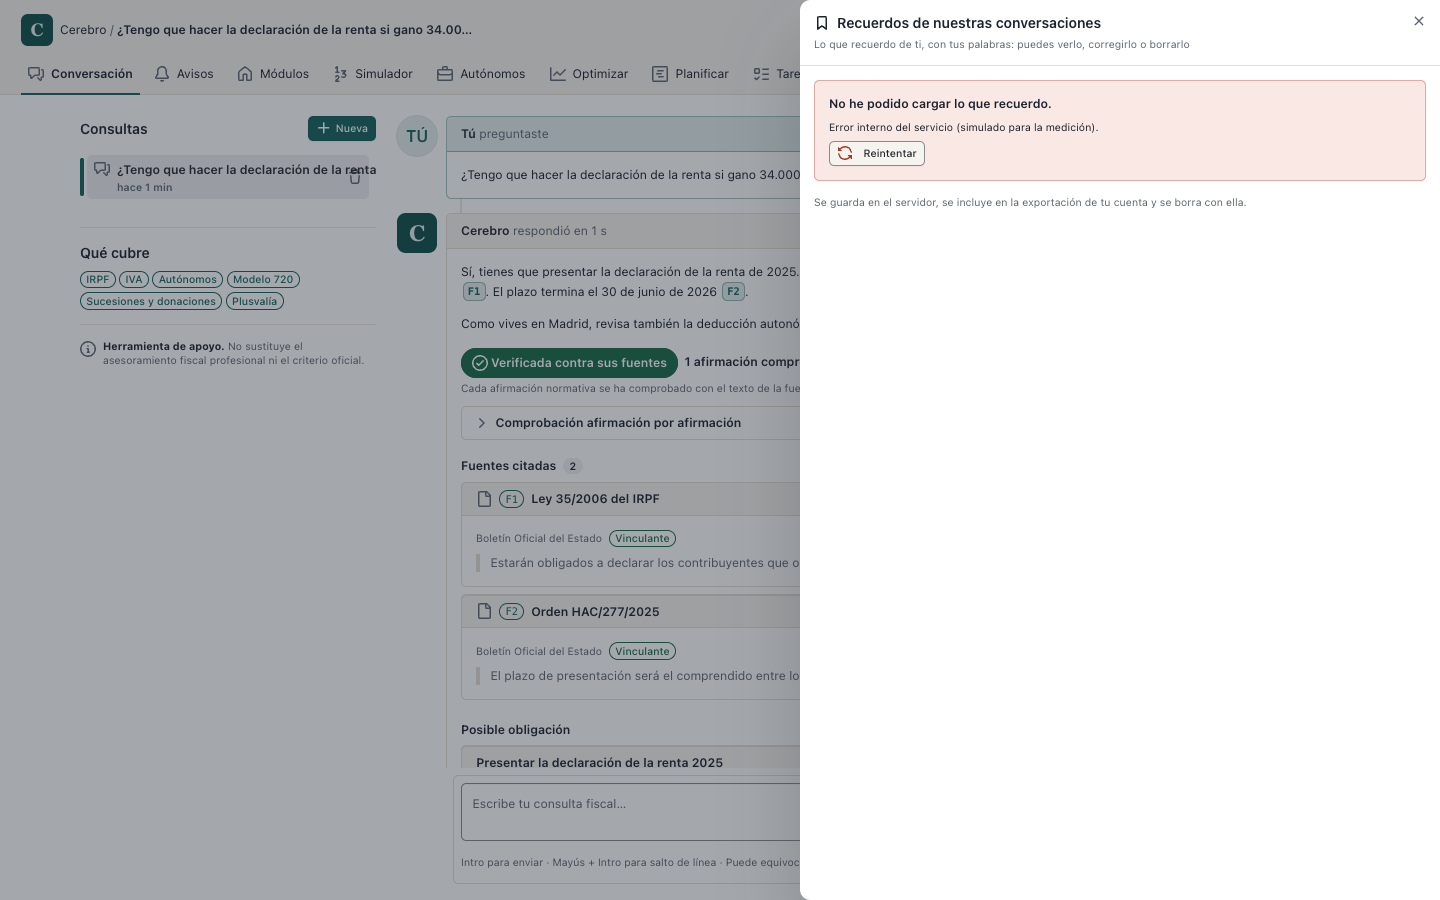 C Cerebro / ¿Tengo que hacer la declaración de la renta si gano 34.00...
Conversación Avisos Módulos Simulador Autónomos Optimizar Planificar Tare
Consultas
Nueva
¿Tengo que hacer la declaración de la renta
hace 1 min
Qué cubre
IRPF IVA Autónomos Modelo 720
Sucesiones y donaciones Plusvalía
Herramienta de apoyo. No sustituye el
asesoramiento fiscal profesional ni el criterio oficial.
TÚ
Tú preguntaste
¿Tengo que hacer la declaración de la renta si gano 34.000
C
Cerebro respondió en 1 s
Sí, tienes que presentar la declaración de la renta de 2025.
F1. El plazo termina el 30 de junio de 2026 F2.
Como vives en Madrid, revisa también la deducción autonó
Verificada contra sus fuentes 1 afirmación compr
Cada afirmación normativa se ha comprobado con el texto de la fue
Comprobación afirmación por afirmación
Fuentes citadas 2
F1 Ley 35/2006 del IRPF
Boletín Oficial del Estado Vinculante
Estarán obligados a declarar los contribuyentes que o
F2 Orden HAC/277/2025
Boletín Oficial del Estado Vinculante
El plazo de presentación será el comprendido entre lo
Posible obligación
Presentar la declaración de la renta 2025
Escribe tu consulta fiscal...
Intro para enviar · Mayús + Intro para salto de línea · Puede equivoc
Recuerdos de nuestras conversaciones
Lo que recuerdo de ti, con tus palabras: puedes verlo, corregirlo o borrarlo
No he podido cargar lo que recuerdo.
Error interno del servicio (simulado para la medición).
Reintentar
Se guarda en el servidor, se incluye en la exportación de tu cuenta y se borra con ella.